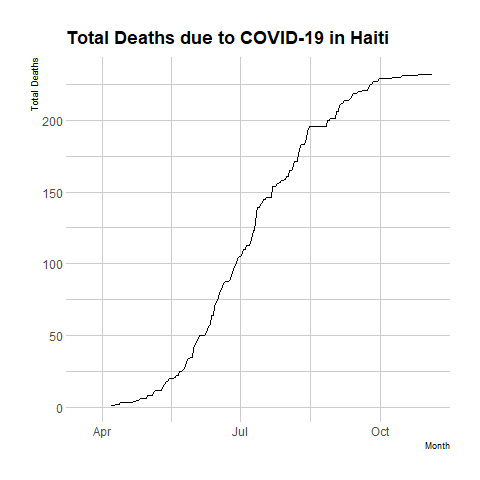 Total Deaths due to COVID-19 in Haiti
Total Deaths
200
150
100
50
0
Apr Jul Oct
Month